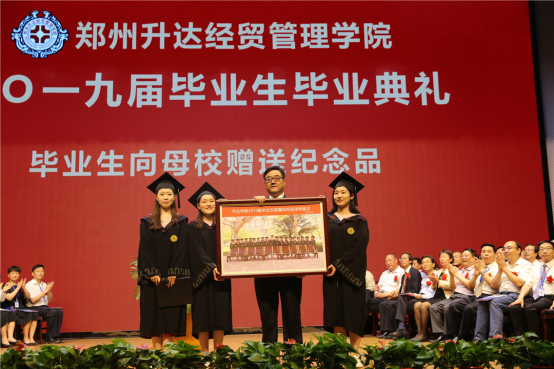 郑州升达经贸管理学院
〇一九届毕业生毕业典礼
毕业生向母校赠送纪念品